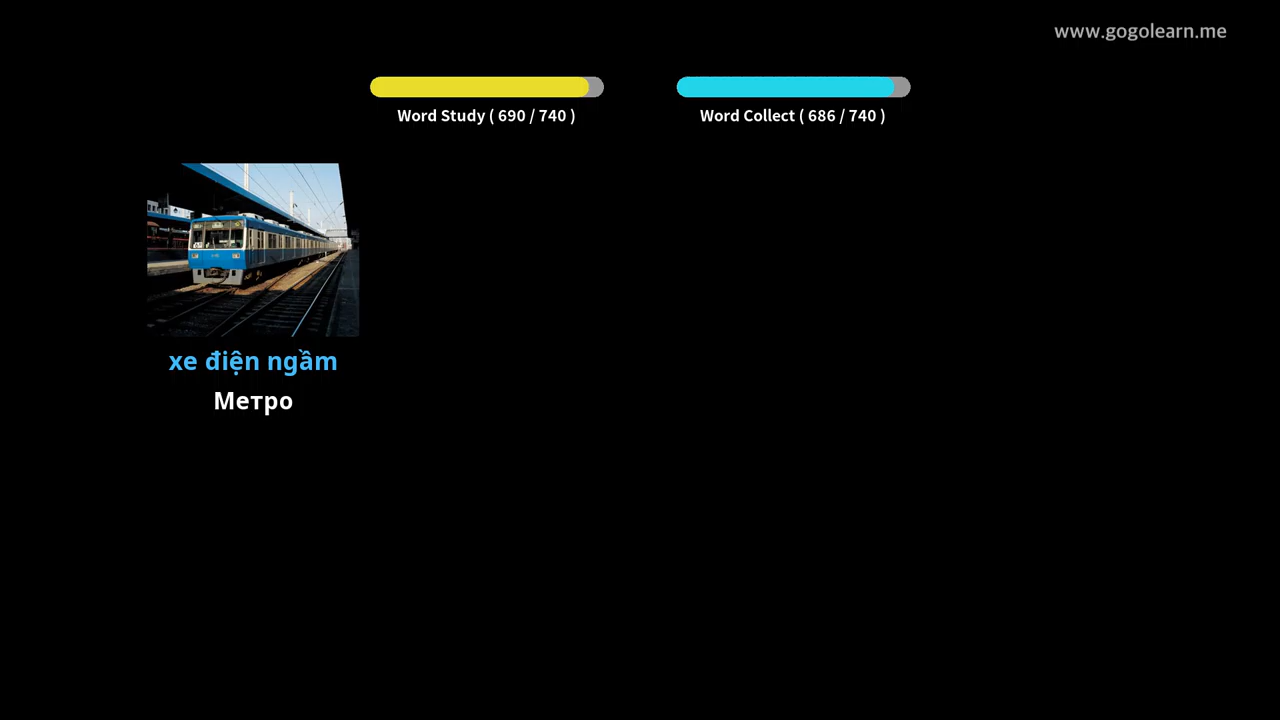 www.gogolearn.me
Word Study ( 690 / 740 )
Word Collect ( 686 / 740 )
xe điện ngầm
Метро